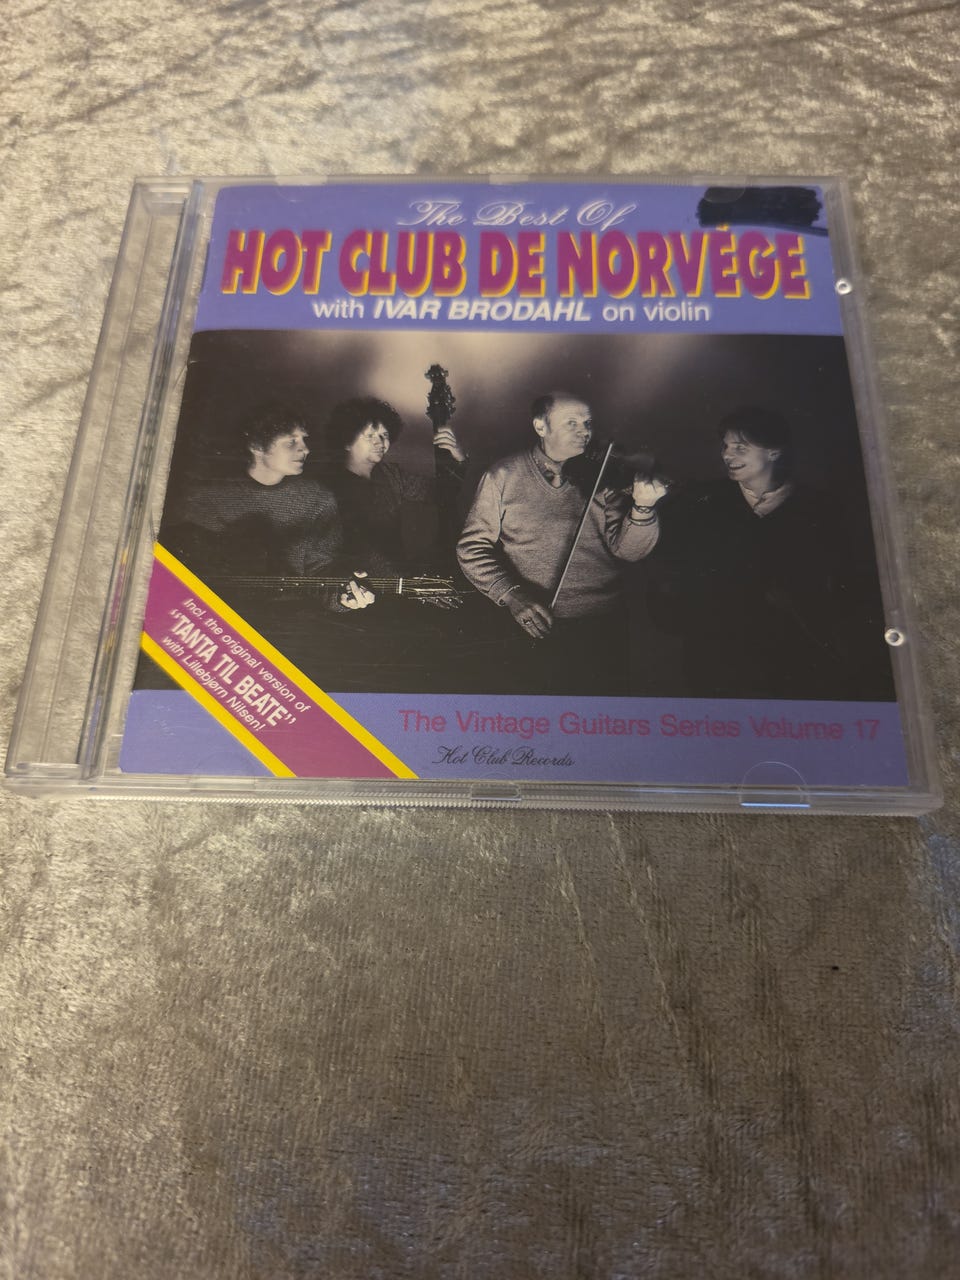 The Best Of
HOT CLUB DE NORVÉGE
with IVAR BRODAHL on violin
Incl. the original version of
"TANTA TIL BEATE"
with Lillebjørn Nilsen!
The Vintage Guitars Series Volume 17
Hot Club Records